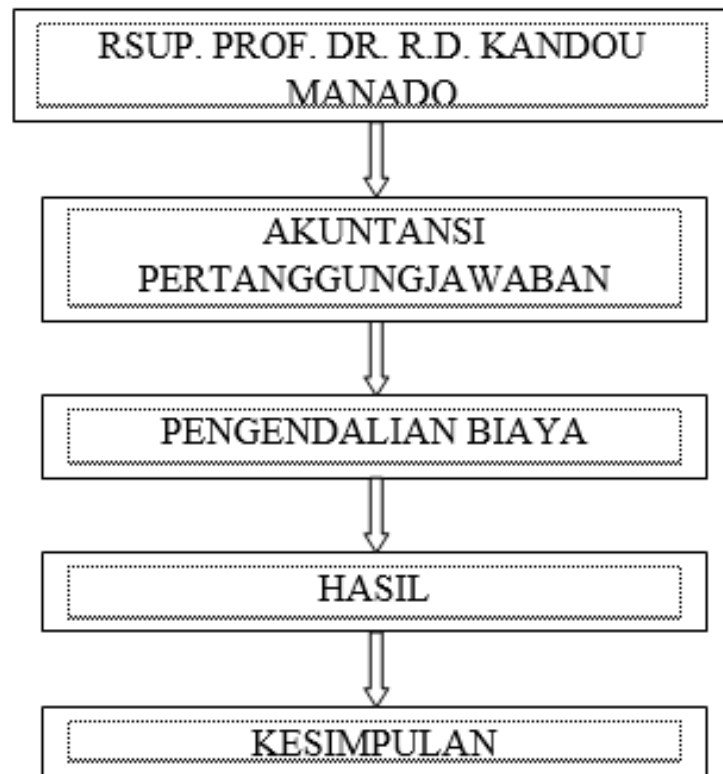 RSUP. PROF. DR. R.D. KANDOU
MANADO
AKUNTANSI
PERTANGGUNGJAWABAN
PENGENDALIAN BIAYA
HASIL
KESIMPULAN